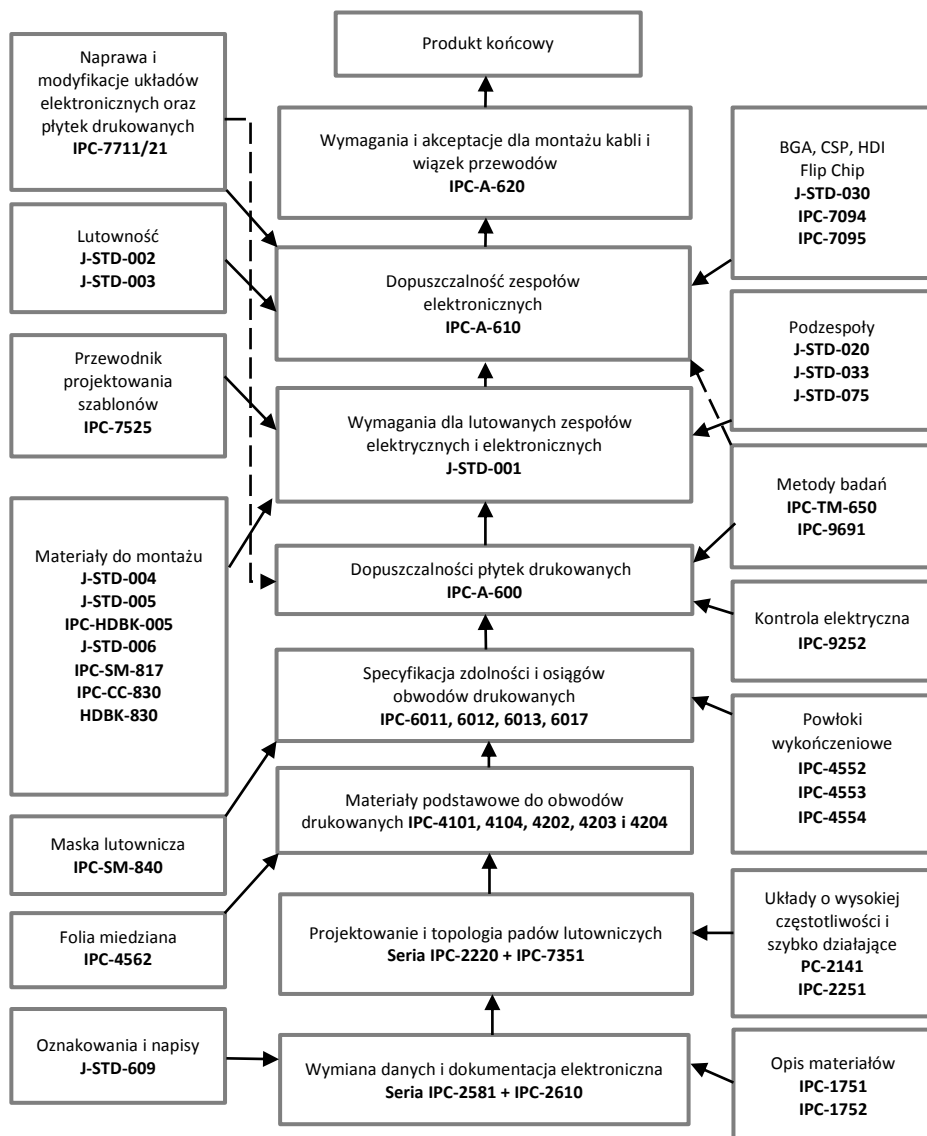 Produkt końcowy
Naprawa i
modyfikacje układów
elektronicznych oraz
płytek drukowanych
IPC-7711/21
Wymagania i akceptacje dla montażu kabli i
wiązek przewodów
IPC-A-620
BGA, CSP, HDI
Flip Chip
J-STD-030
IPC-7094
IPC-7095
Lutowność
J-STD-002
J-STD-003
Dopuszczalność zespołów
elektronicznych
IPC-A-610
Podzespoły
J-STD-020
J-STD-033
J-STD-075
Przewodnik
projektowania
szablonów
IPC-7525
Wymagania dla lutowanych zespołów
elektrycznych i elektronicznych
J-STD-001
Metody badań
IPC-TM-650
IPC-9691
Materiały do montażu
J-STD-004
J-STD-005
IPC-HDBK-005
J-STD-006
IPC-SM-817
IPC-CC-830
HDBK-830
Dopuszczalności płytek drukowanych
IPC-A-600
Kontrola elektryczna
IPC-9252
Specyfikacja zdolności i osiągów
obwodów drukowanych
IPC-6011, 6012, 6013, 6017
Powłoki
wykończeniowe
IPC-4552
IPC-4553
IPC-4554
Materiały podstawowe do obwodów
drukowanych IPC-4101, 4104, 4202, 4203 i 4204
Maska lutownicza
IPC-SM-840
Folia miedziana
IPC-4562
Projektowanie i topologia padów lutowniczych
Seria IPC-2220 + IPC-7351
Układy o wysokiej
częstotliwości i
szybko działające
PC-2141
IPC-2251
Oznakowania i napisy
J-STD-609
Wymiana danych i dokumentacja elektroniczna
Seria IPC-2581 + IPC-2610
Opis materiałów
IPC-1751
IPC-1752